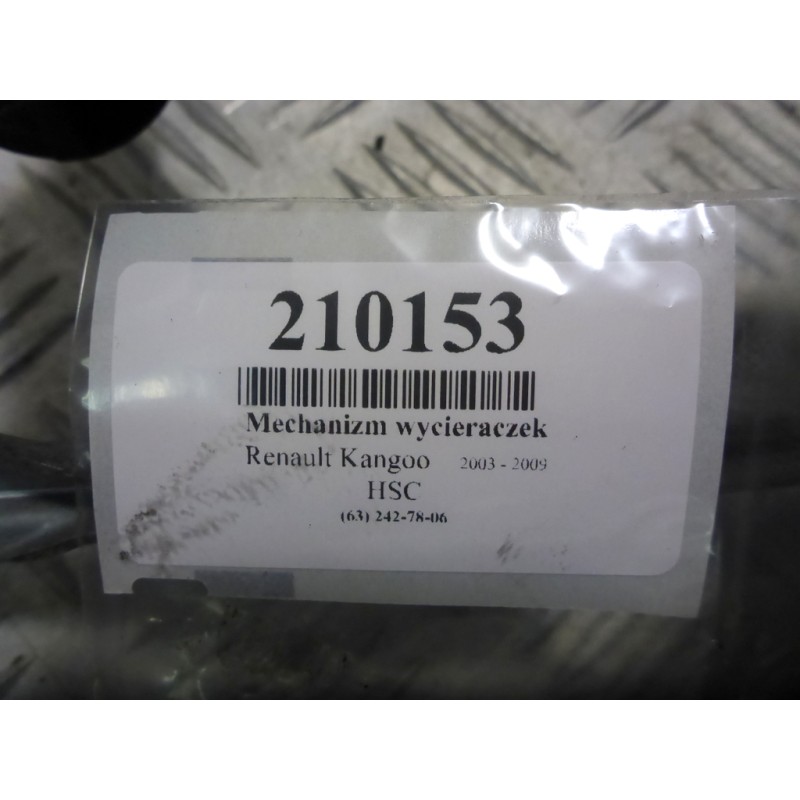 210153
Mechanizm wycieraczek
Renault Kangoo 2003 - 2009
HSC
(63) 242-78-06